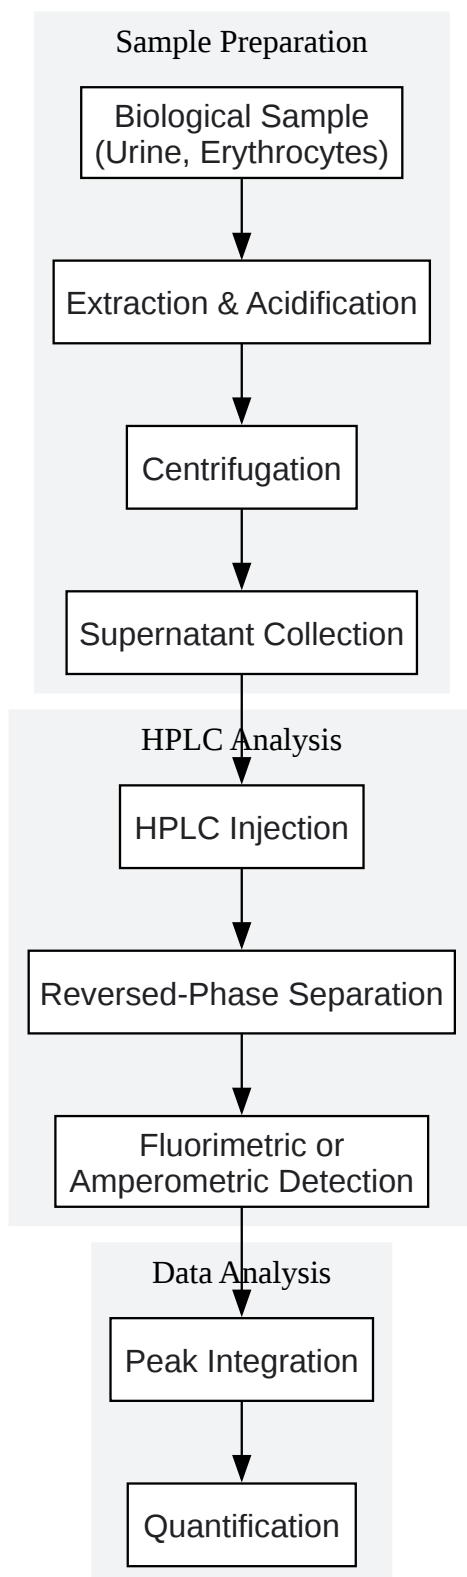 Sample Preparation
Biological Sample
(Urine, Erythrocytes)
Extraction & Acidification
Centrifugation
Supernatant Collection
HPLC Analysis
HPLC Injection
Reversed-Phase Separation
Fluorimetric or
Amperometric Detection
Data Analysis
Peak Integration
Quantification